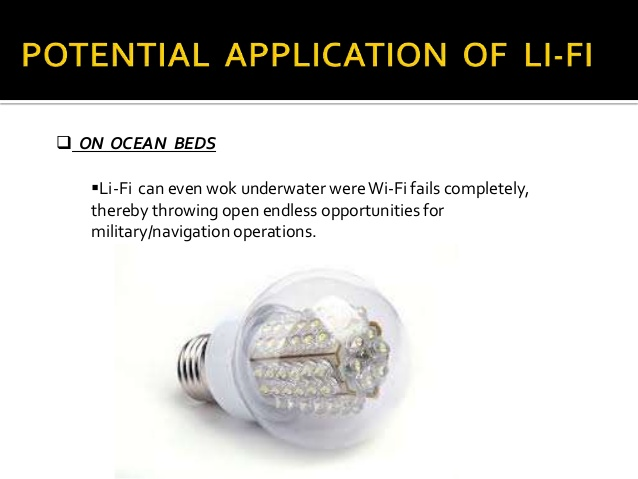 POTENTIAL APPLICATION OF LI-FI
ON OCEAN BEDS
Li-Fi can even wok underwater were Wi-Fi fails completely,
thereby throwing open endless opportunities for
military/navigation operations.